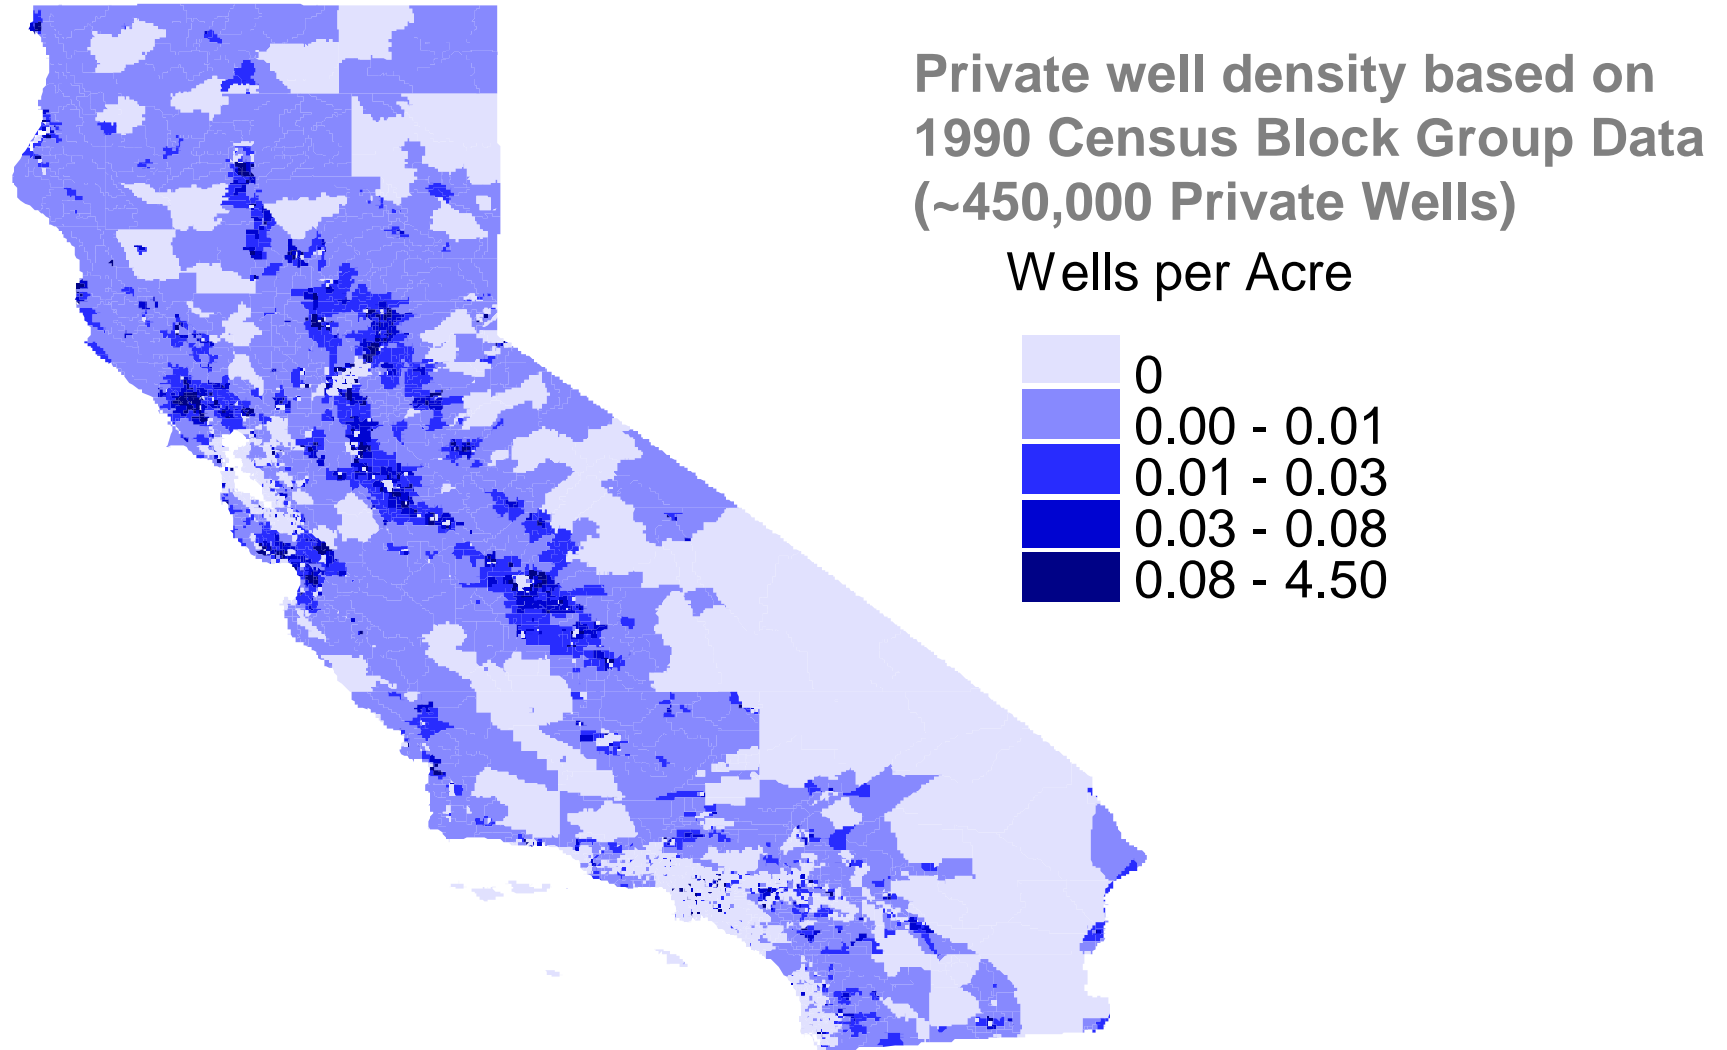 Private well density based on
1990 Census Block Group Data
(~450,000 Private Wells)
Wells per Acre
0
0.00 - 0.01
0.01 - 0.03
0.03 - 0.08
0.08 - 4.50